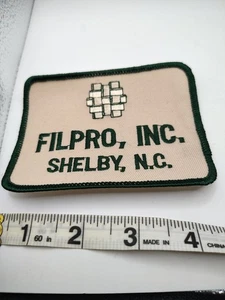 FILPRO, INC.
SHELBY, N.C.
1 60 in 2 3 MADE IN 4 CHINA